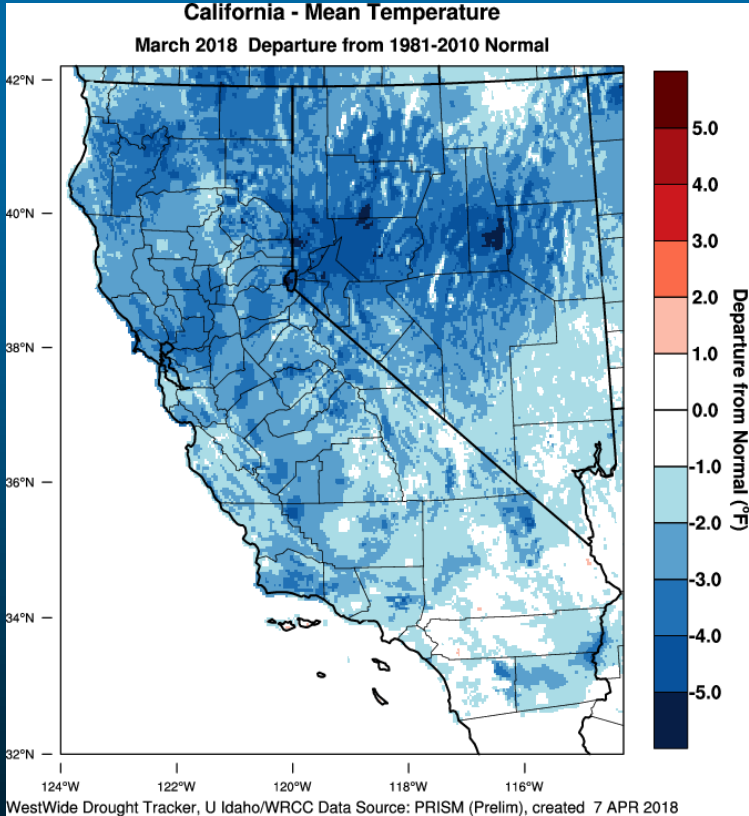 California - Mean Temperature
March 2018 Departure from 1981-2010 Normal
42°N
40°N
38°N
36°N
34°N
32°N
124°W
122°W
120°W
118°W
116°W
5.0
4.0
3.0
2.0
1.0
0.0
-1.0
-2.0
-3.0
-4.0
-5.0
Departure from Normal (°F)
WestWide Drought Tracker, U Idaho/WRCC Data Source: PRISM (Prelim), created 7 APR 2018